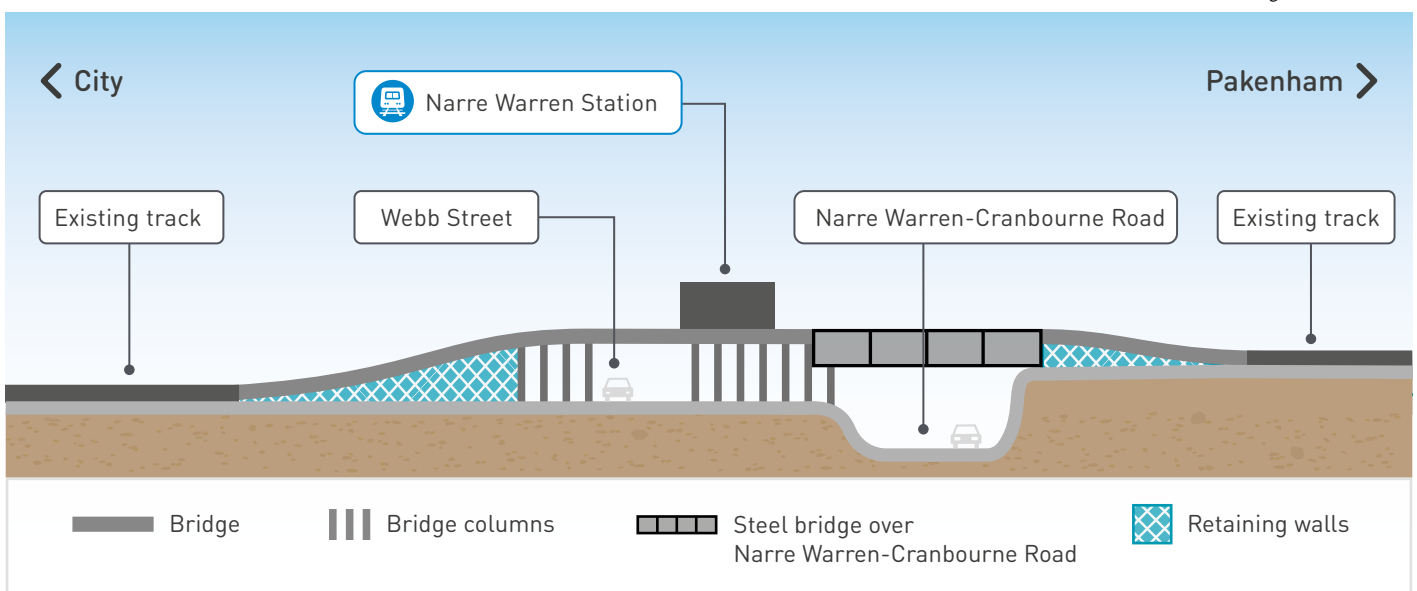 City
Pakenham
Narre Warren Station
Existing track
Webb Street
Narre Warren-Cranbourne Road
Existing track
Bridge
Bridge columns
Steel bridge over
Narre Warren-Cranbourne Road
Retaining walls